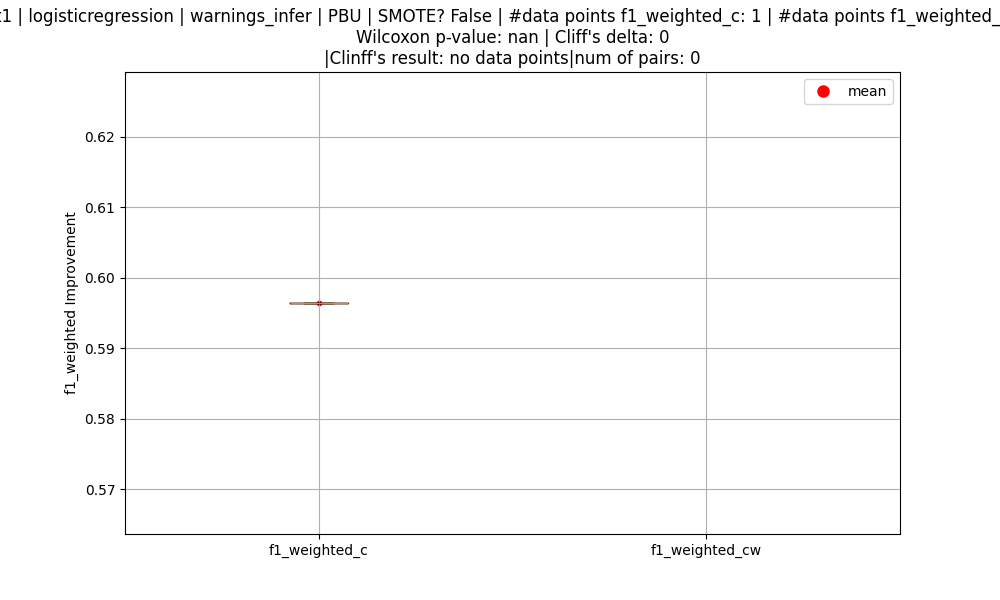 1 | logisticregression | warnings_infer | PBU | SMOTE? False | #data points f1_weighted_c: 1 | #data points f1_weighted_
Wilcoxon p-value: nan | Cliff's delta: 0
|Clinff's result: no data points|num of pairs: 0
mean
0.62
0.61
0.60
0.59
0.58
0.57
f1_weighted Improvement
f1_weighted_c
f1_weighted_cw